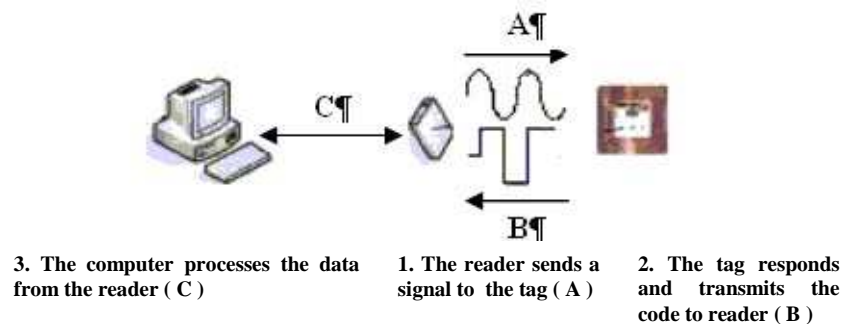 A¶
C¶
B¶
3. The computer processes the data
from the reader ( C )
1. The reader sends a
signal to the tag ( A )
2. The tag responds
and transmits the
code to reader ( B )